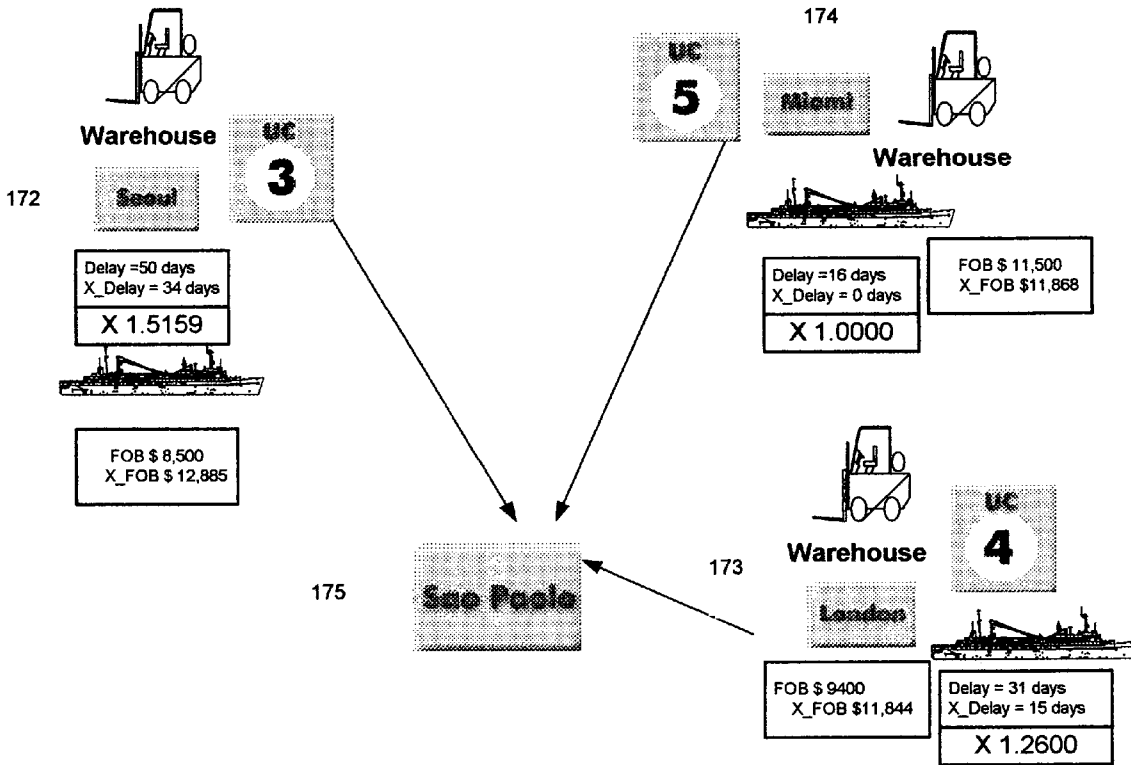 174
UC
5
Miami
Warehouse
Delay =16 days
X_Delay = 0 days
X 1.0000
FOB $ 11,500
X_FOB $11,868
Warehouse
UC
3
172
Seoul
Delay =50 days
X_Delay = 34 days
X 1.5159
FOB $ 8,500
X_FOB $ 12,885
175
Sao Paolo
173
Warehouse
UC
4
London
FOB $ 9400
X_FOB $11,844
Delay = 31 days
X_Delay = 15 days
X 1.2600